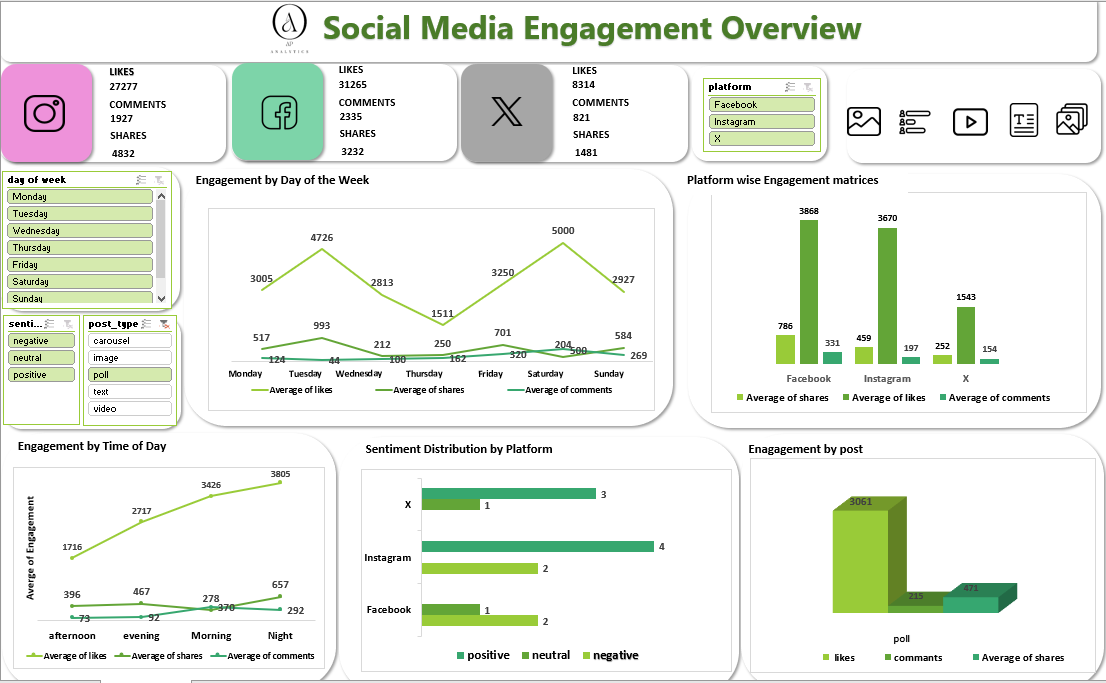 AP
ANALYTICS
Social Media Engagement Overview
LIKES
27277
COMMENTS
1927
SHARES
4832
LIKES
31265
COMMENTS
2335
SHARES
3232
LIKES
8314
COMMENTS
821
SHARES
1481
platform
Facebook
Instagram
X
day of week
Monday
Tuesday
Wednesday
Thursday
Friday
Saturday
Sunday
senti...
negative
neutral
positive
post_type
carousel
image
poll
text
video
Engagement by Day of the Week
3005 4726 2813 1511 3250 5000 2927
517 993 212 250 701 204 584
124 44 100 162 320 500 269
Monday Tuesday Wednesday Thursday Friday Saturday Sunday
Average of likes Average of shares Average of comments
Platform wise Engagement matrices
3868 3670 1543
786 331 459 197 252 154
Facebook Instagram X
Average of shares Average of likes Average of comments
Engagement by Time of Day
Averge of Engagement
1716 2717 3426 3805
396 467 278 657
73 92 370 292
afternoon evening Morning Night
Average of likes Average of shares Average of comments
Sentiment Distribution by Platform
X
3
1
Instagram
4
2
Facebook
1
2
positive neutral negative
Enagagement by post
3061
215
471
poll
likes commants Average of shares